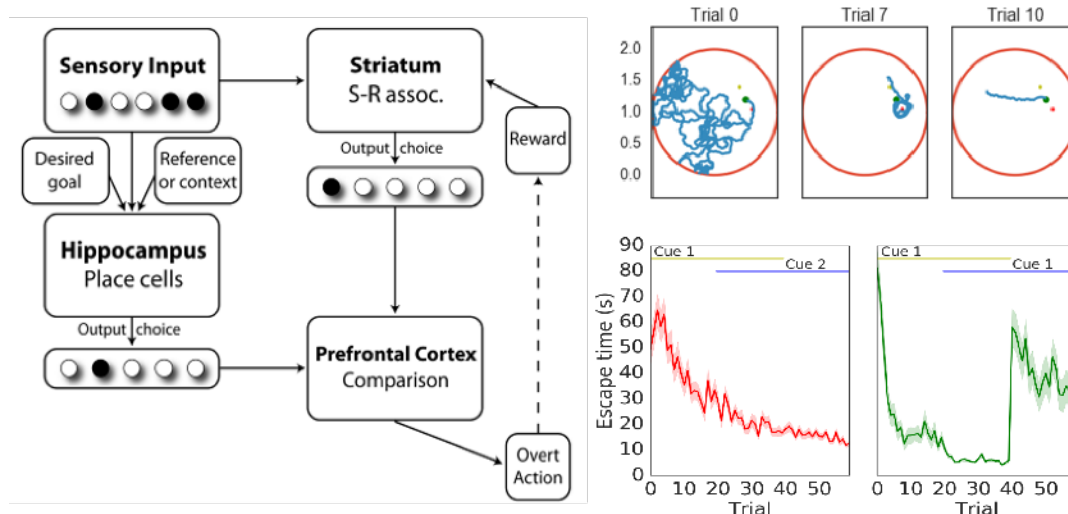 Sensory Input
Striatum
S-R assoc.
Reward
Output choice
Desired
goal
Reference
or context
Hippocampus
Place cells
Output choice
Prefrontal Cortex
Comparison
Overt
Action
Trial 0
Trial 7
Trial 10
2.0
1.5
1.0
0.5
0.0
90
80
70
60
50
40
30
20
10
0
Escape time (s)
Cue 1
Cue 2
0 10 20 30 40 50
Trial
Cue 1
Cue 1
0 10 20 30 40 50
Trial